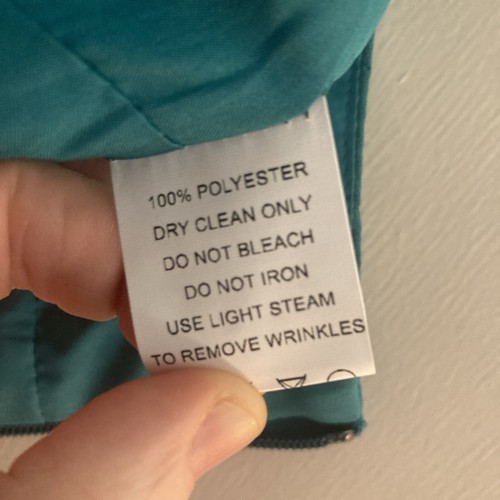 100% POLYESTER
DRY CLEAN ONLY
DO NOT BLEACH
DO NOT IRON
USE LIGHT STEAM
TO REMOVE WRINKLES